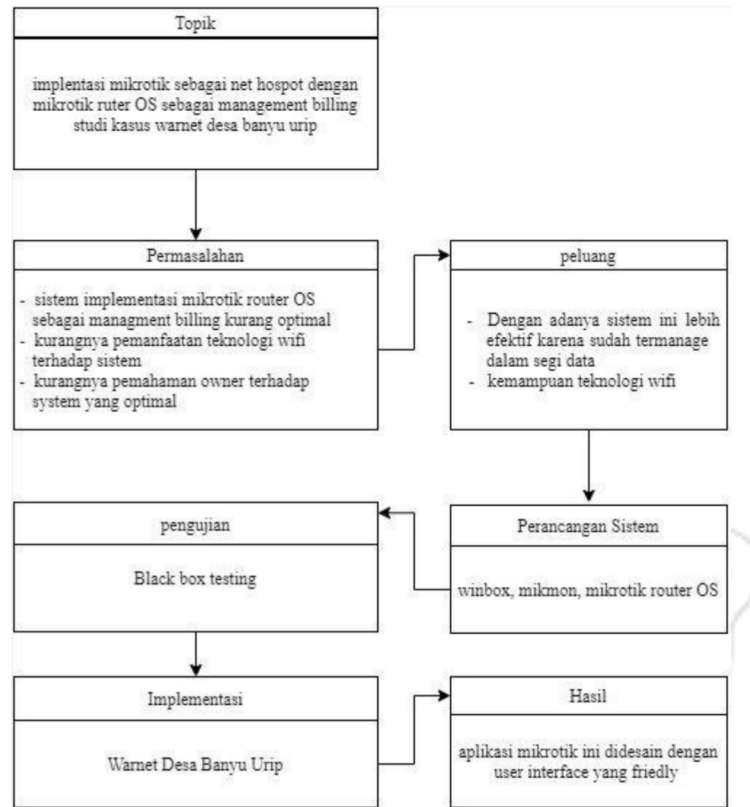 Topik
implentasi mikrotik sebagai net hospot dengan
mikrotik ruter OS sebagai management billing
studi kasus warnet desa banyu urip
Permasalahan
- sistem implementasi mikrotik router OS
sebagai managment billing kurang optimal
- kurangnya pemanfaatan teknologi wifi
terhadap sistem
- kurangnya pemahaman owner terhadap
system yang optimal
peluang
- Dengan adanya sistem ini lebih
efektif karena sudah termanage
dalam segi data
- kemampuan teknologi wifi
Perancangan Sistem
winbox, mikmon, mikrotik router OS
pengujian
Black box testing
Implementasi
Warnet Desa Banyu Urip
Hasil
aplikasi mikrotik ini didesain dengan
user interface yang friedly